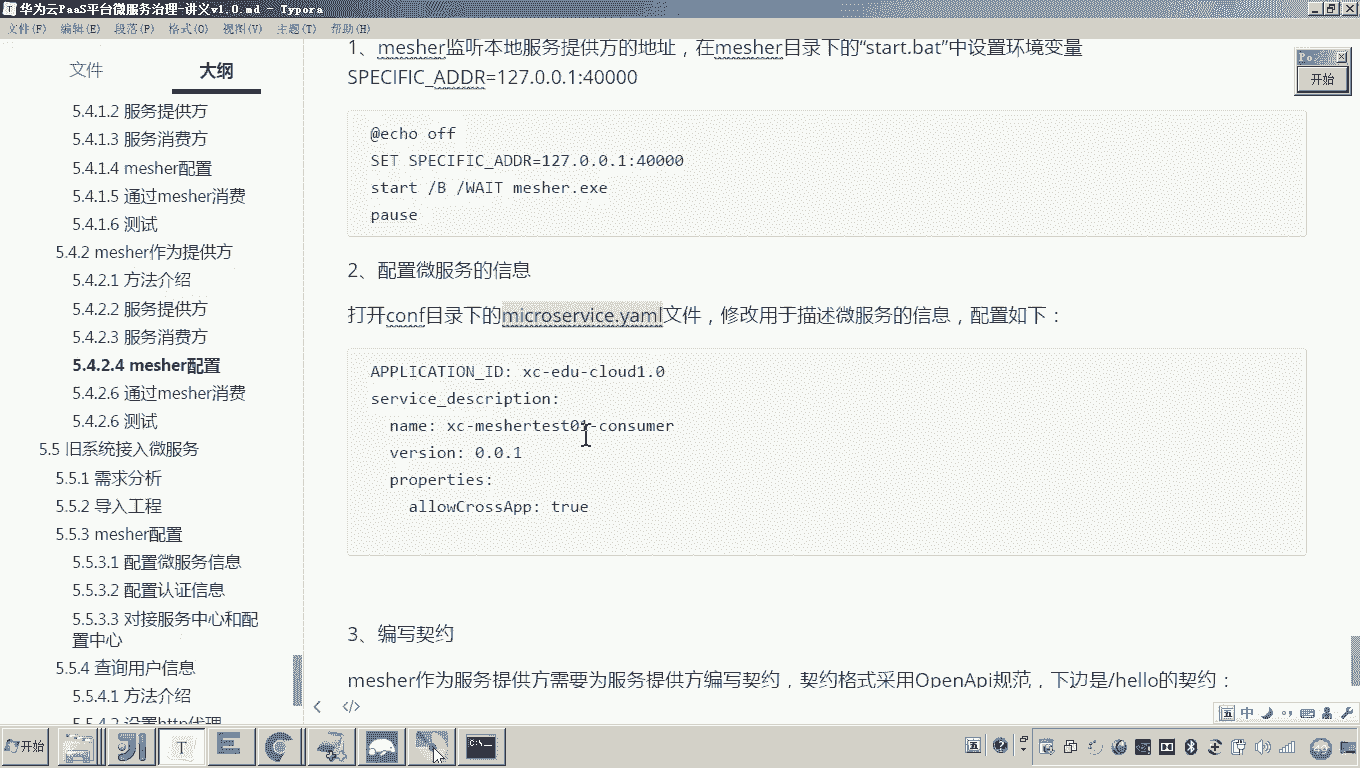 华为云PaaS平台微服务治理-讲义v1.0.md - Typora
文件(F) 编辑(E) 段落(P) 格式(O) 视图(V) 主题(T) 帮助(H)
文件 大纲
5.4.1.2 服务提供方
5.4.1.3 服务消费方
5.4.1.4 mesher配置
5.4.1.5 通过mesher消费
5.4.1.6 测试
5.4.2 mesher作为提供方
5.4.2.1 方法介绍
5.4.2.2 服务提供方
5.4.2.3 服务消费方
5.4.2.4 mesher配置
5.4.2.6 通过mesher消费
5.4.2.6 测试
5.5 旧系统接入微服务
5.5.1 需求分析
5.5.2 导入工程
5.5.3 mesher配置
5.5.3.1 配置微服务信息
5.5.3.2 配置认证信息
5.5.3.3 对接服务中心和配
置中心
5.5.4 查询用户信息
5.5.4.1 方法介绍
5.5.4.2 设置http代理
1、mesher监听本地服务提供方的地址，在mesher目录下的“start.bat”中设置环境变量
SPECIFIC_ADDR=127.0.0.1:40000
@echo off
SET SPECIFIC_ADDR=127.0.0.1:40000
start /B /WAIT mesher.exe
pause
2、配置微服务的信息
打开conf目录下的microservice.yaml文件，修改用于描述微服务的信息，配置如下：
APPLICATION_ID: xc-edu-cloud1.0
service_description:
name: xc-meshertest01-consumer
version: 0.0.1
properties:
allowCrossApp: true
3、编写契约
mesher作为服务提供方需要为服务提供方编写契约，契约格式采用OpenApi规范，下边是/hello的契约：
Po
开始
</>
五 中
开始
T
五